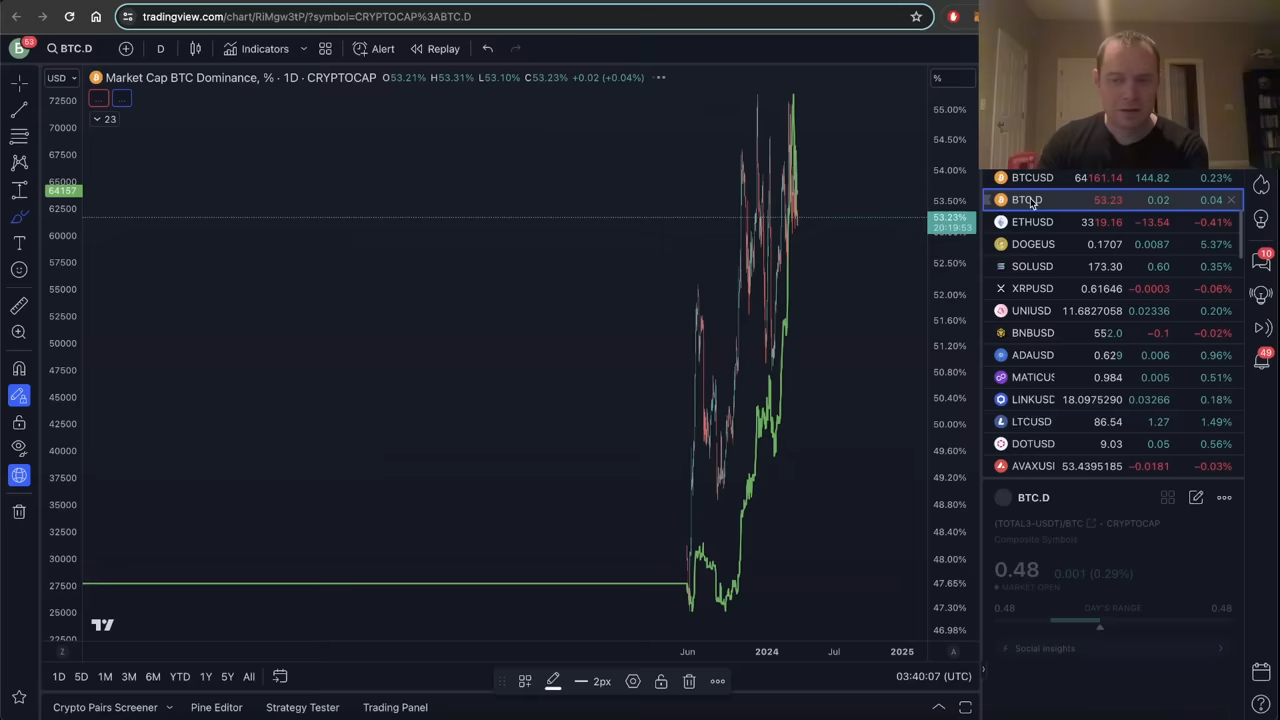 tradingview.com/chart/RiMgw3tP/?symbol=CRYPTOCAP%3ABTC.D
B 53 BTC.D D Indicators Alert Replay
USD Market Cap BTC Dominance, % · 1D · CRYPTOCAP O53.21% H53.31% L53.10% C53.23% +0.02 (+0.04%) %
23
72500
70000
67500
65000
64157
62500
60000
57500
55000
52500
50000
47500
45000
42500
40000
37500
35000
32500
30000
27500
25000
22500
55.00%
54.50%
54.00%
53.50%
53.23%
20:19:53
52.50%
52.00%
51.60%
51.20%
50.80%
50.40%
50.00%
49.60%
49.20%
48.80%
48.40%
48.00%
47.65%
47.30%
46.98%
Z Jun 2024 Jul 2025 A
1D 5D 1M 3M 6M YTD 1Y 5Y All 2px 03:40:07 (UTC)
Crypto Pairs Screener Pine Editor Strategy Tester Trading Panel
BTCUSD 64161.14 144.82 0.23%
BTC.D 53.23 0.02 0.04
ETHUSD 3319.16 −13.54 −0.41%
DOGEUS 0.1707 0.0087 5.37%
SOLUSD 173.30 0.60 0.35%
XRPUSD 0.61646 −0.0003 −0.06%
UNIUSD 11.6827058 0.02336 0.20%
BNBUSD 552.0 −0.1 −0.02%
ADAUSD 0.629 0.006 0.96%
MATICUS 0.984 0.005 0.51%
LINKUSD 18.0975290 0.03266 0.18%
LTCUSD 86.54 1.27 1.49%
DOTUSD 9.03 0.05 0.56%
AVAXUS 53.4395185 −0.0181 −0.03%
BTC.D
(TOTAL3-USDT)/BTC · CRYPTOCAP
Composite Symbols
0.48 0.001 (0.29%)
MARKET OPEN
0.48 DAY'S RANGE 0.48
Social insights
10
49